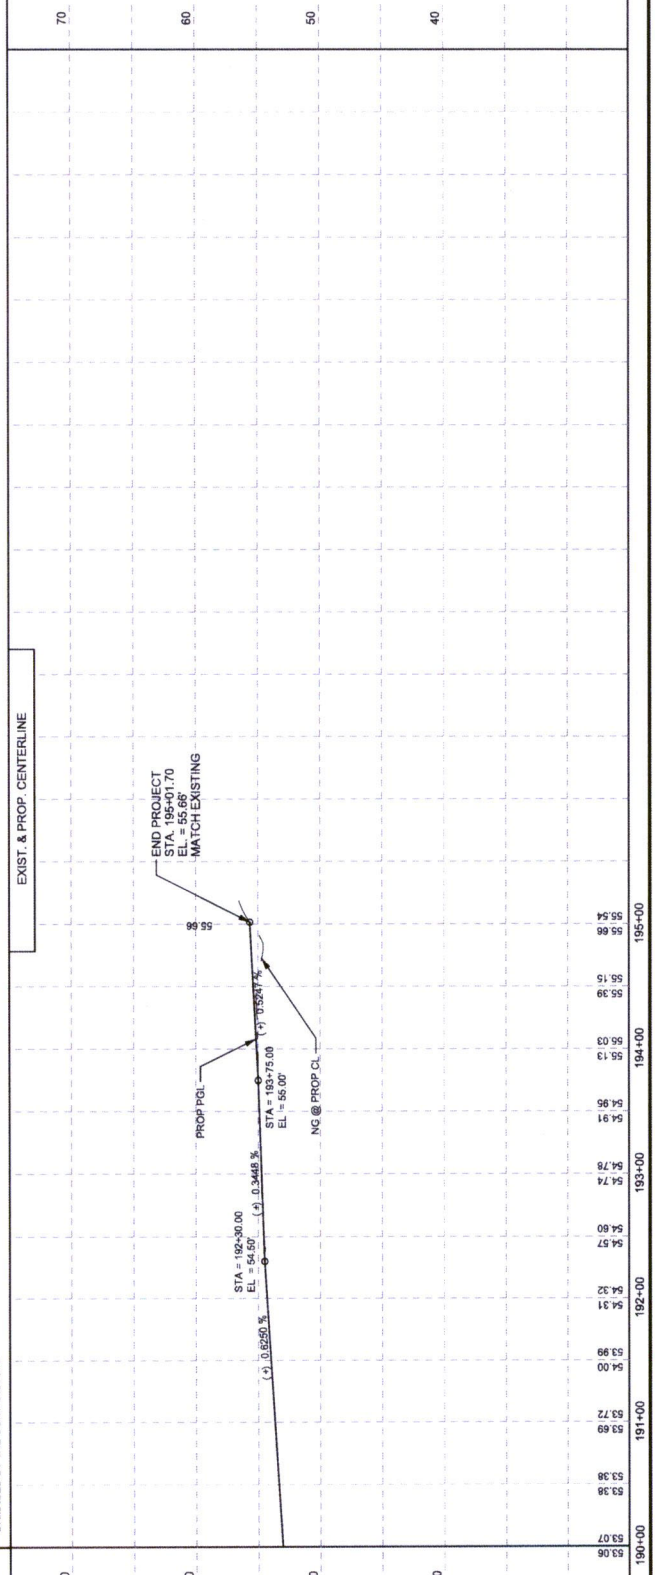 EXIST. & PROP. CENTERLINE
70
60
50
40
END PROJECT
STA. 195+01.70
EL. = 55.66'
MATCH EXISTING
55.66
PROP PGL
(+) 0.5247 %
STA = 193+75.00
EL = 55.00'
NG @ PROP CL
(+) 0.3448 %
STA = 192+30.00
EL = 54.50'
(+) 0.6250 %
0
0
0
0
53.06 53.07
53.38 53.38
53.69 53.72
54.00 53.99
54.31 54.32
54.57 54.60
54.74 54.78
54.91 54.95
55.13 55.03
55.39 55.15
55.66 55.54
190+00
191+00
192+00
193+00
194+00
195+00